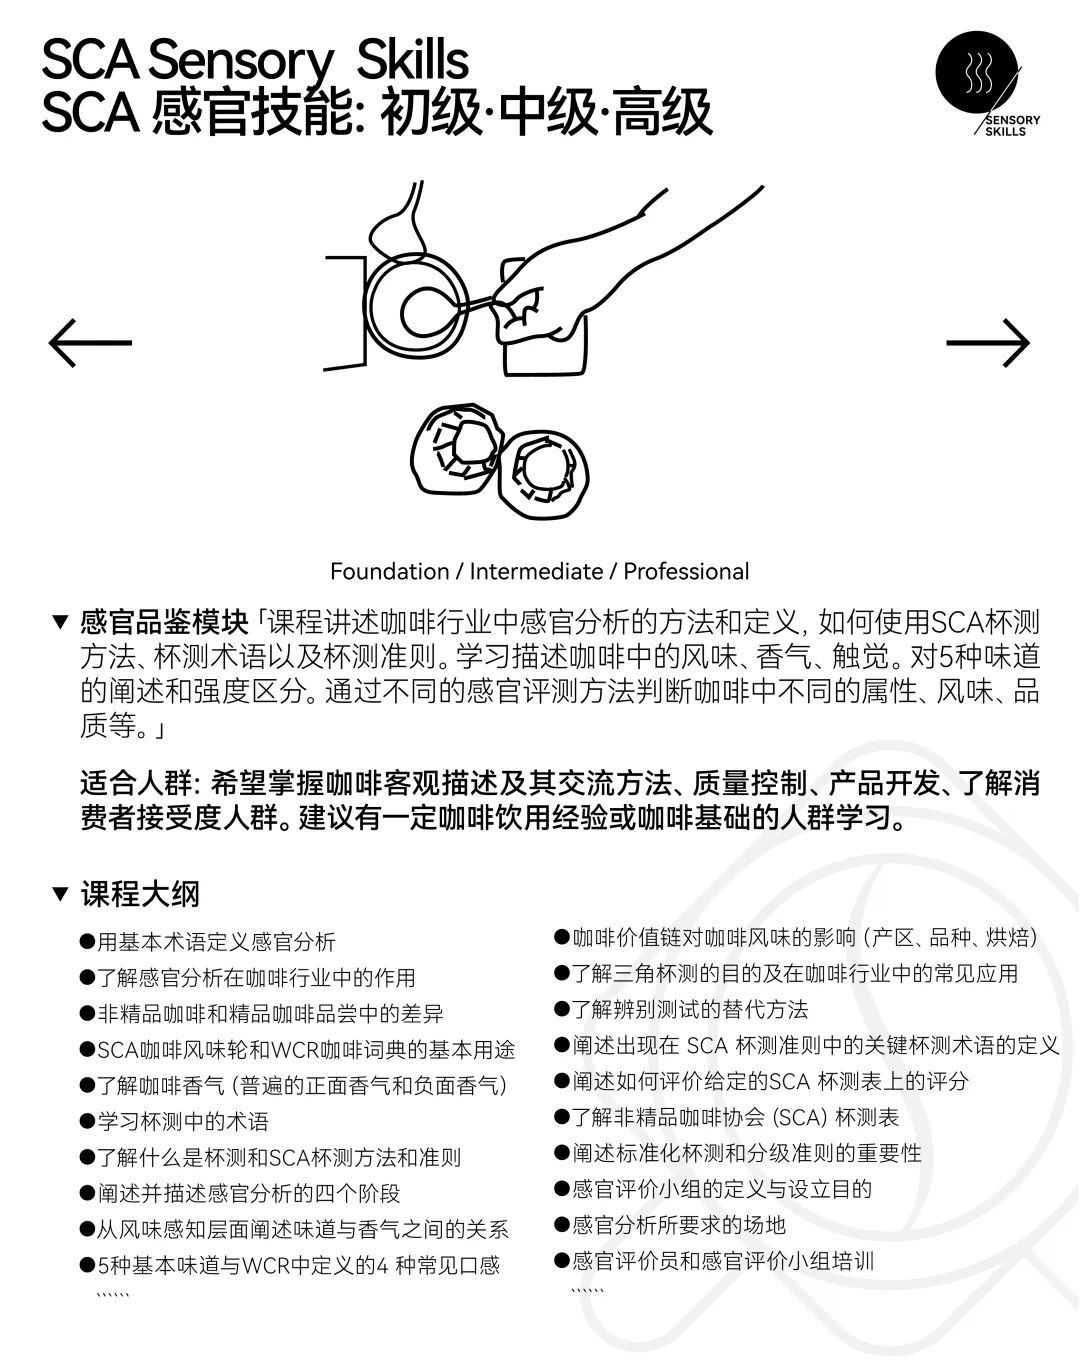 SCA Sensory Skills
SCA 感官技能: 初级·中级·高级
SENSORY
SKILLS
Foundation / Intermediate / Professional
▼ 感官品鉴模块「课程讲述咖啡行业中感官分析的方法和定义, 如何使用SCA杯测
方法、杯测术语以及杯测准则。学习描述咖啡中的风味、香气、触觉。对5种味道
的阐述和强度区分。通过不同的感官评测方法判断咖啡中不同的属性、风味、品
质等。」
适合人群: 希望掌握咖啡客观描述及其交流方法、质量控制、产品开发、了解消
费者接受度人群。建议有一定咖啡饮用经验或咖啡基础的人群学习。
▼ 课程大纲
●用基本术语定义感官分析
●了解感官分析在咖啡行业中的作用
●非精品咖啡和精品咖啡品尝中的差异
●SCA咖啡风味轮和WCR咖啡词典的基本用途
●了解咖啡香气 (普遍的正面香气和负面香气)
●学习杯测中的术语
●了解什么是杯测和SCA杯测方法和准则
●阐述并描述感官分析的四个阶段
●从风味感知层面阐述味道与香气之间的关系
●5种基本味道与WCR中定义的4 种常见口感
、、、、、、
●咖啡价值链对咖啡风味的影响 (产区、品种、烘焙)
●了解三角杯测的目的及在咖啡行业中的常见应用
●了解辨别测试的替代方法
●阐述出现在 SCA 杯测准则中的关键杯测术语的定义
●阐述如何评价给定的SCA 杯测表上的评分
●了解非精品咖啡协会 (SCA) 杯测表
●阐述标准化杯测和分级准则的重要性
●感官评价小组的定义与设立目的
●感官分析所要求的场地
●感官评价员和感官评价小组培训
、、、、、、